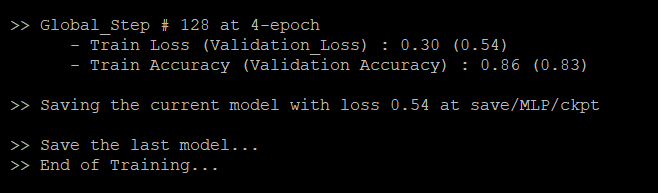 >> Global_Step # 128 at 4-epoch
- Train Loss (Validation_Loss) : 0.30 (0.54)
- Train Accuracy (Validation Accuracy) : 0.86 (0.83)
>> Saving the current model with loss 0.54 at save/MLP/ckpt
>> Save the last model...
>> End of Training...